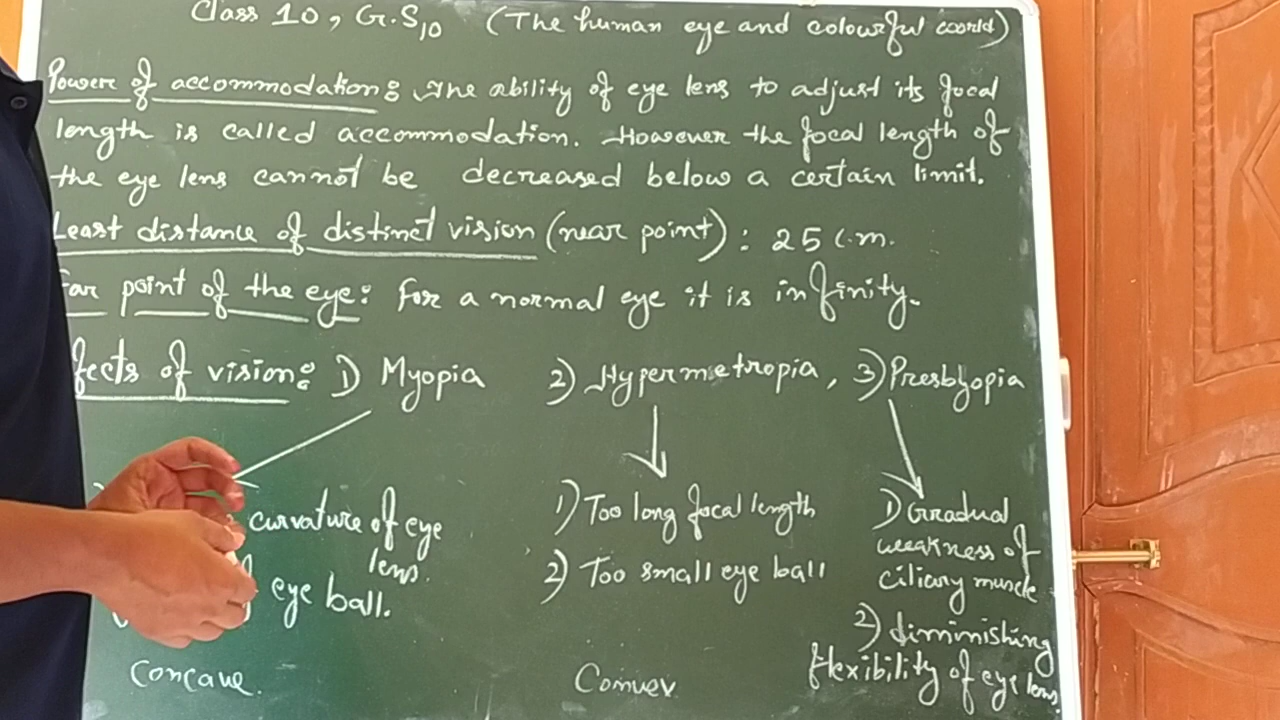 Class 10, G.S10 (The human eye and colourful world)
Power of accommodation: The ability of eye lens to adjust its focal
length is called accommodation. However the focal length of
the eye lens cannot be decreased below a certain limit.
Least distance of distinct vision (near point): 25 c.m.
Far point of the eye: for a normal eye it is infinity.
fects of vision: 1) Myopia 2) Hypermetropia, 3) Presbyopia
curvature of eye
lens.
eye ball.
Concave.
1) Too long focal length
2) Too small eye ball
Convex
1) Gradual
weakness of
ciliary muscle
2) diminishing
flexibility of eye lens.